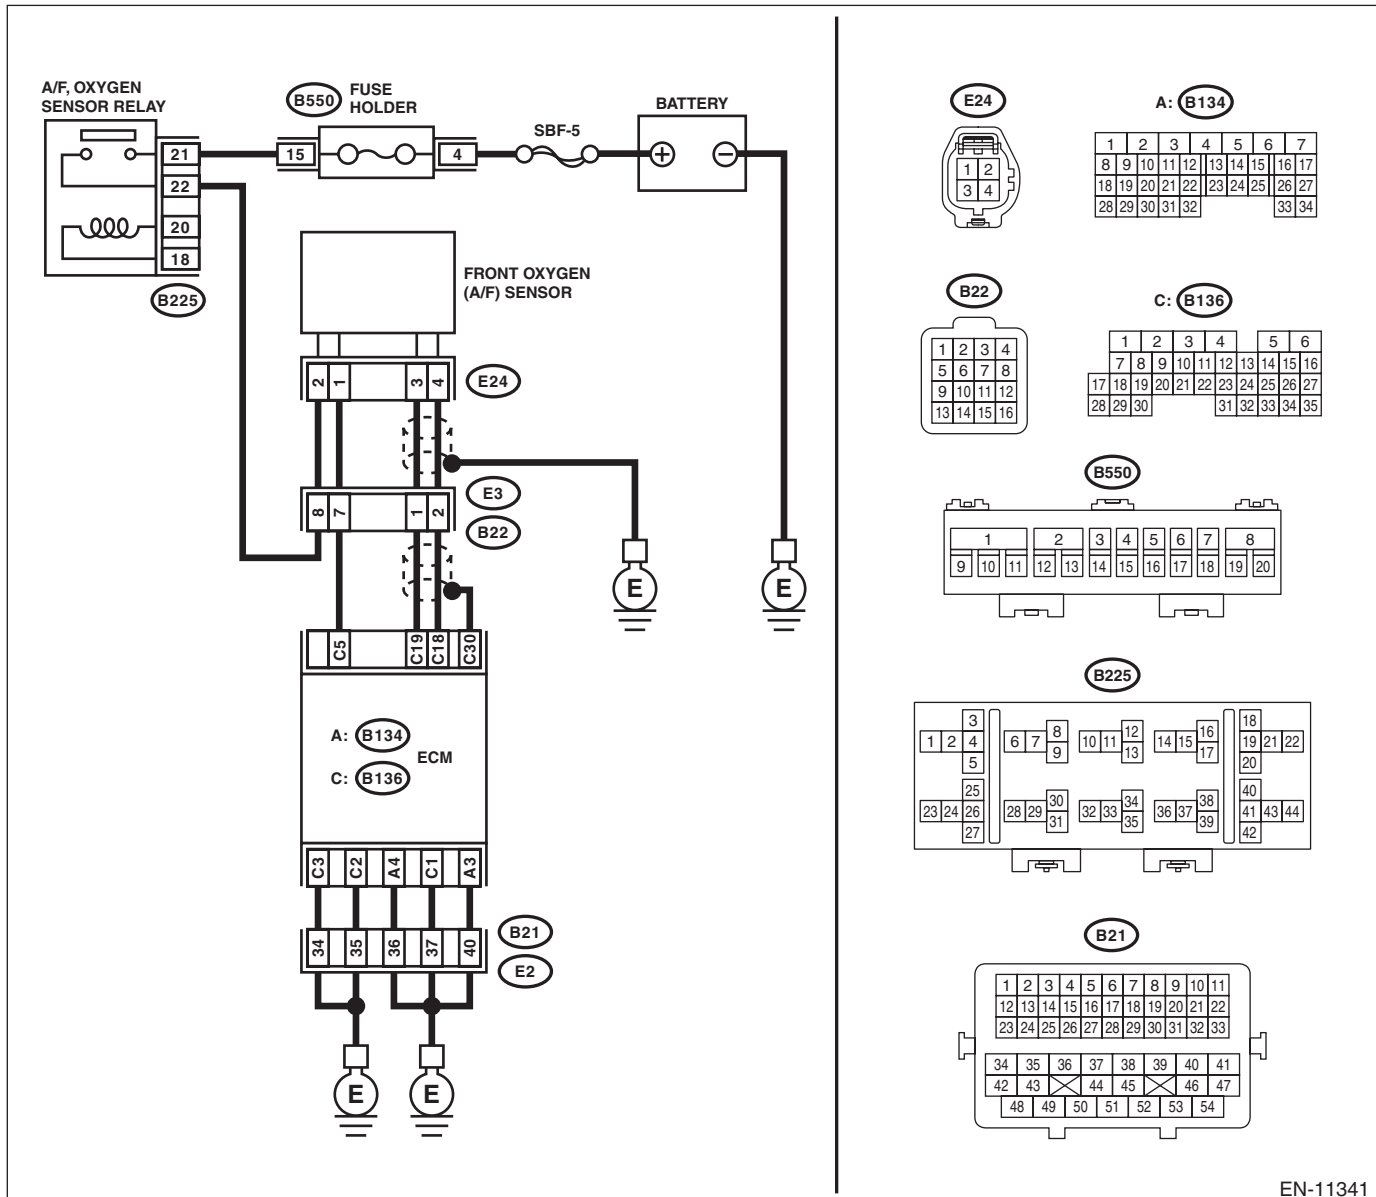 A/F, OXYGEN
SENSOR RELAY
B550
FUSE
HOLDER
SBF-5
BATTERY
21
15
4
22
20
18
B225
FRONT OXYGEN
(A/F) SENSOR
2 1 3 4
E24
E3
8 7 1 2
B22
E
E
C5 C19 C18 C30
A: B134
ECM
C: B136
C3 C2 A4 C1 A3
B21
34 35 36 37 40
E2
E
E
E24
1 2
3 4
A: B134
1 2 3 4 5 6 7
8 9 10 11 12 13 14 15 16 17
18 19 20 21 22 23 24 25 26 27
28 29 30 31 32 33 34
B22
1 2 3 4
5 6 7 8
9 10 11 12
13 14 15 16
C: B136
1 2 3 4 5 6
7 8 9 10 11 12 13 14 15 16
17 18 19 20 21 22 23 24 25 26 27
28 29 30 31 32 33 34 35
B550
1 2 3 4 5 6 7 8
9 10 11 12 13 14 15 16 17 18 19 20
B225
3 8 12 16 18
1 2 4 6 7 10 11 14 15 19 21 22
5 9 13 17 20
25 30 34 38 40
23 24 26 28 29 32 33 36 37 41 43 44
27 31 35 39 42
B21
1 2 3 4 5 6 7 8 9 10 11
12 13 14 15 16 17 18 19 20 21 22
23 24 25 26 27 28 29 30 31 32 33
34 35 36 37 38 39 40 41
42 43 44 45 46 47
48 49 50 51 52 53 54
EN-11341